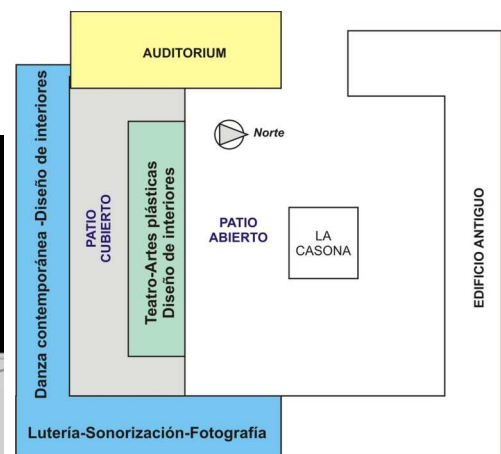 AUDITORIUM
Norte
Danza contemporánea -Diseño de interiores
PATIO
CUBIERTO
Teatro-Artes plásticas
Diseño de interiores
PATIO
ABIERTO
LA
CASONA
EDIFICIO ANTIGUO
Lutería-Sonorización-Fotografía